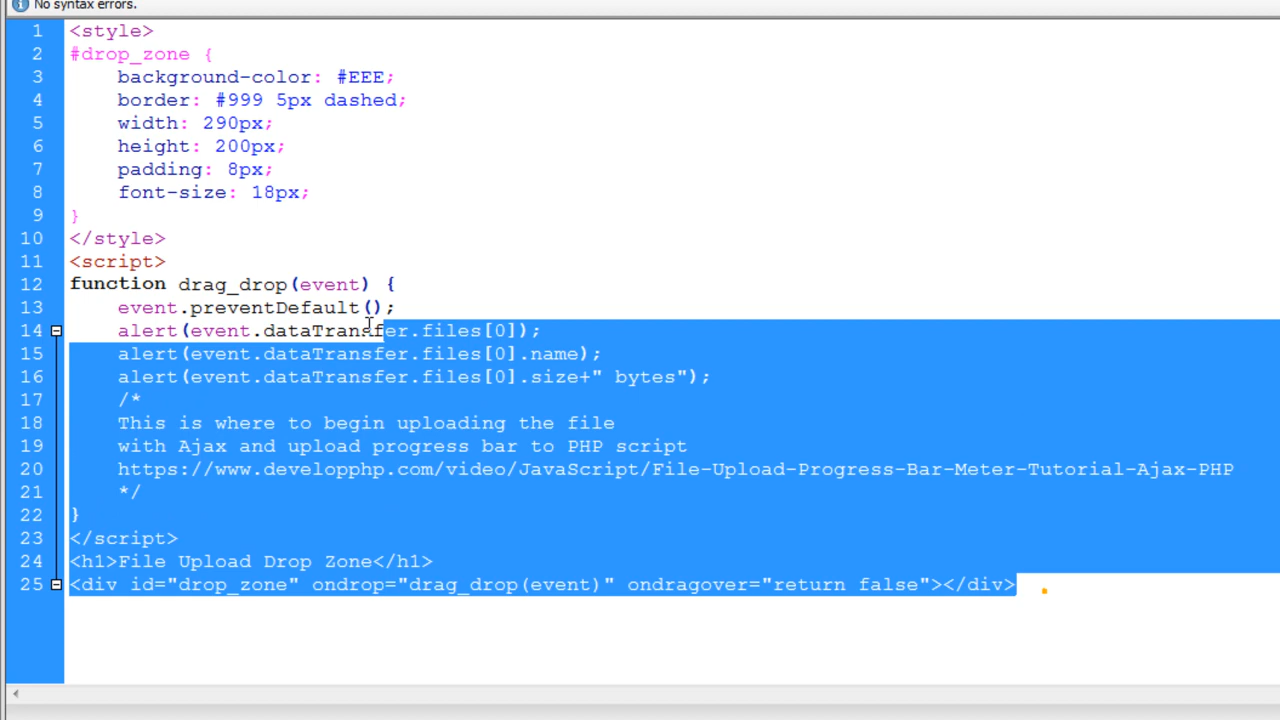 No syntax errors.
1 <style>
2 #drop_zone {
3 background-color: #EEE;
4 border: #999 5px dashed;
5 width: 290px;
6 height: 200px;
7 padding: 8px;
8 font-size: 18px;
9 }
10 </style>
11 <script>
12 function drag_drop(event) {
13 event.preventDefault();
14 alert(event.dataTransfer.files[0]);
15 alert(event.dataTransfer.files[0].name);
16 alert(event.dataTransfer.files[0].size+" bytes");
17 /*
18 This is where to begin uploading the file
19 with Ajax and upload progress bar to PHP script
20 https://www.developphp.com/video/JavaScript/File-Upload-Progress-Bar-Meter-Tutorial-Ajax-PHP
21 */
22 }
23 </script>
24 <h1>File Upload Drop Zone</h1>
25 <div id="drop_zone" ondrop="drag_drop(event)" ondragover="return false"></div>